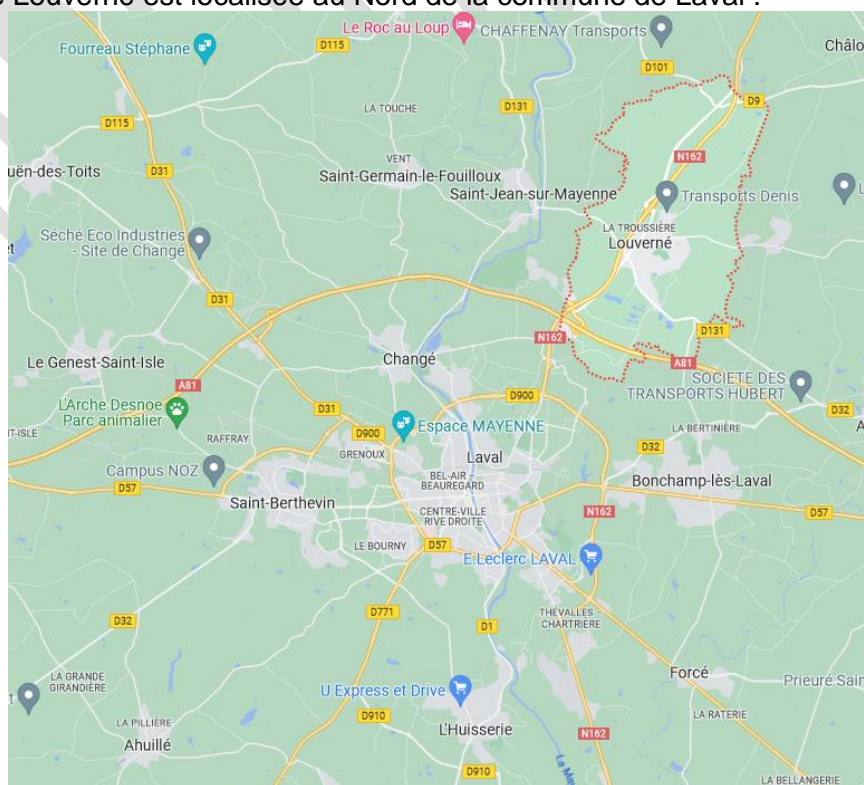 Louverné est localisée au Nord de la commune de Laval :
Le Roc au Loup
CHAFFENAY Transports
Fourreau Stéphane
D115
D101
D9
LA TOUCHE
D131
D115
N162
VENT
D31
Saint-Germain-le-Fouilloux
Saint-Jean-sur-Mayenne
Transports Denis
LA TROUSSIÈRE
Louverné
Séché Eco Industries
- Site de Changé
D31
D131
N162
Changé
Le Genest-Saint-Isle
A81
A81
SOCIETE DES
TRANSPORTS HUBERT
L'Arche Desnoe
Parc animalier
D31
D900
D32
D900
Espace MAYENNE
LA BERTINIÈRE
RAFFRAY
GRENOUX
D32
Laval
Campus NOZ
BEL-AIR –
BEAUREGARD
Bonchamp-lès-Laval
D57
Saint-Berthevin
CENTRE-VILLE
RIVE DROITE
N162
D57
LE BOURNY
D57
E.Leclerc LAVAL
D771
THÉVALLES –
CHARTRIÈRE
D32
D1
LA GRANDE
GIRANDIÈRE
Forcé
U Express et Drive
LA PILLIÈRE
D910
LA RATERIE
L'Huisserie
N162
Ahuillé
D910
LA BELLANGERIE